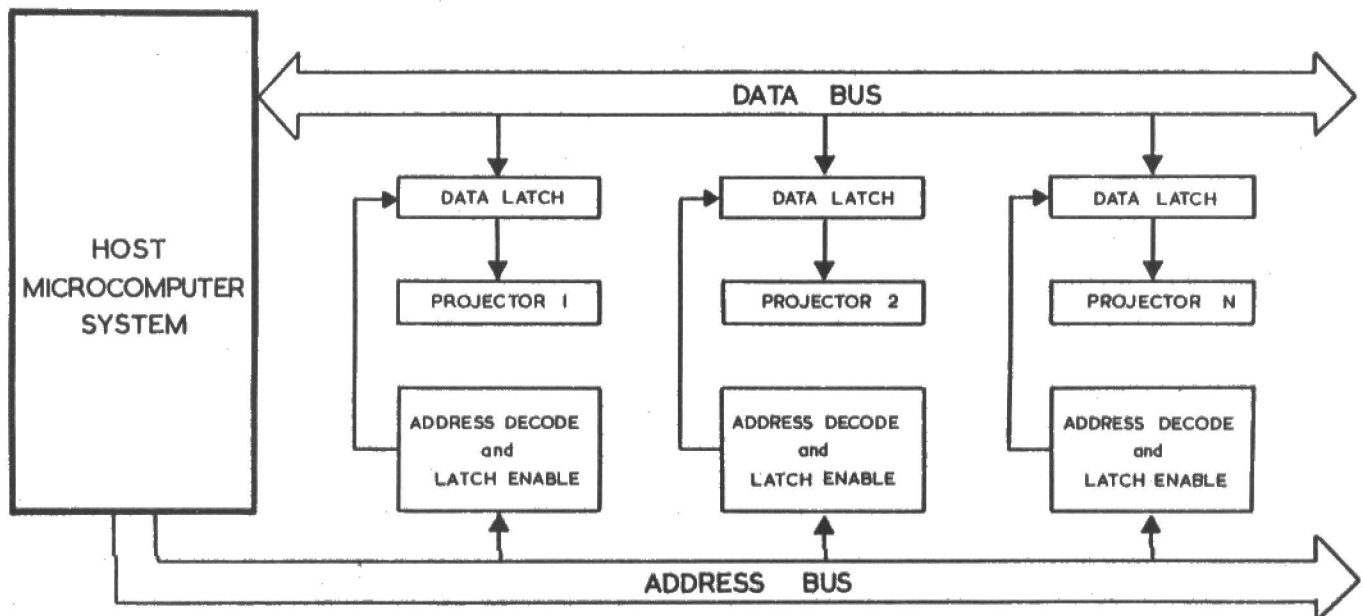 DATA BUS
DATA LATCH
DATA LATCH
DATA LATCH
HOST
MICROCOMPUTER
SYSTEM
PROJECTOR 1
PROJECTOR 2
PROJECTOR N
ADDRESS DECODE
and
LATCH ENABLE
ADDRESS DECODE
and
LATCH ENABLE
ADDRESS DECODE
and
LATCH ENABLE
ADDRESS BUS